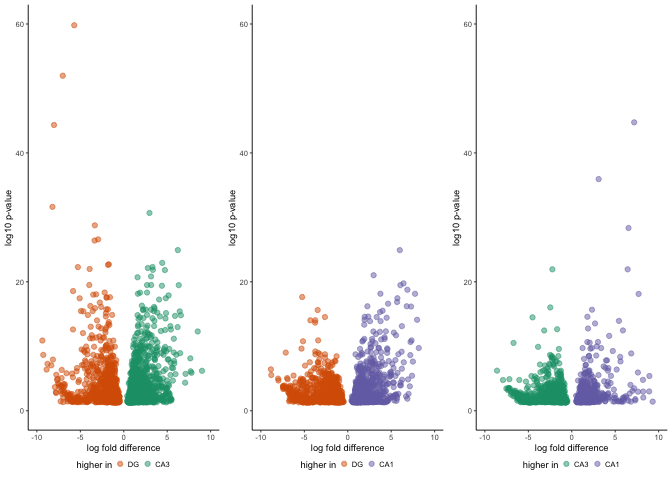 60
40
20
0
log10 p-value
-10 -5 0 5 10
log fold difference
higher in DG CA3
60
40
20
0
log10 p-value
-10 -5 0 5 10
log fold difference
higher in DG CA1
60
40
20
0
log10 p-value
-10 -5 0 5 10
log fold difference
higher in CA3 CA1